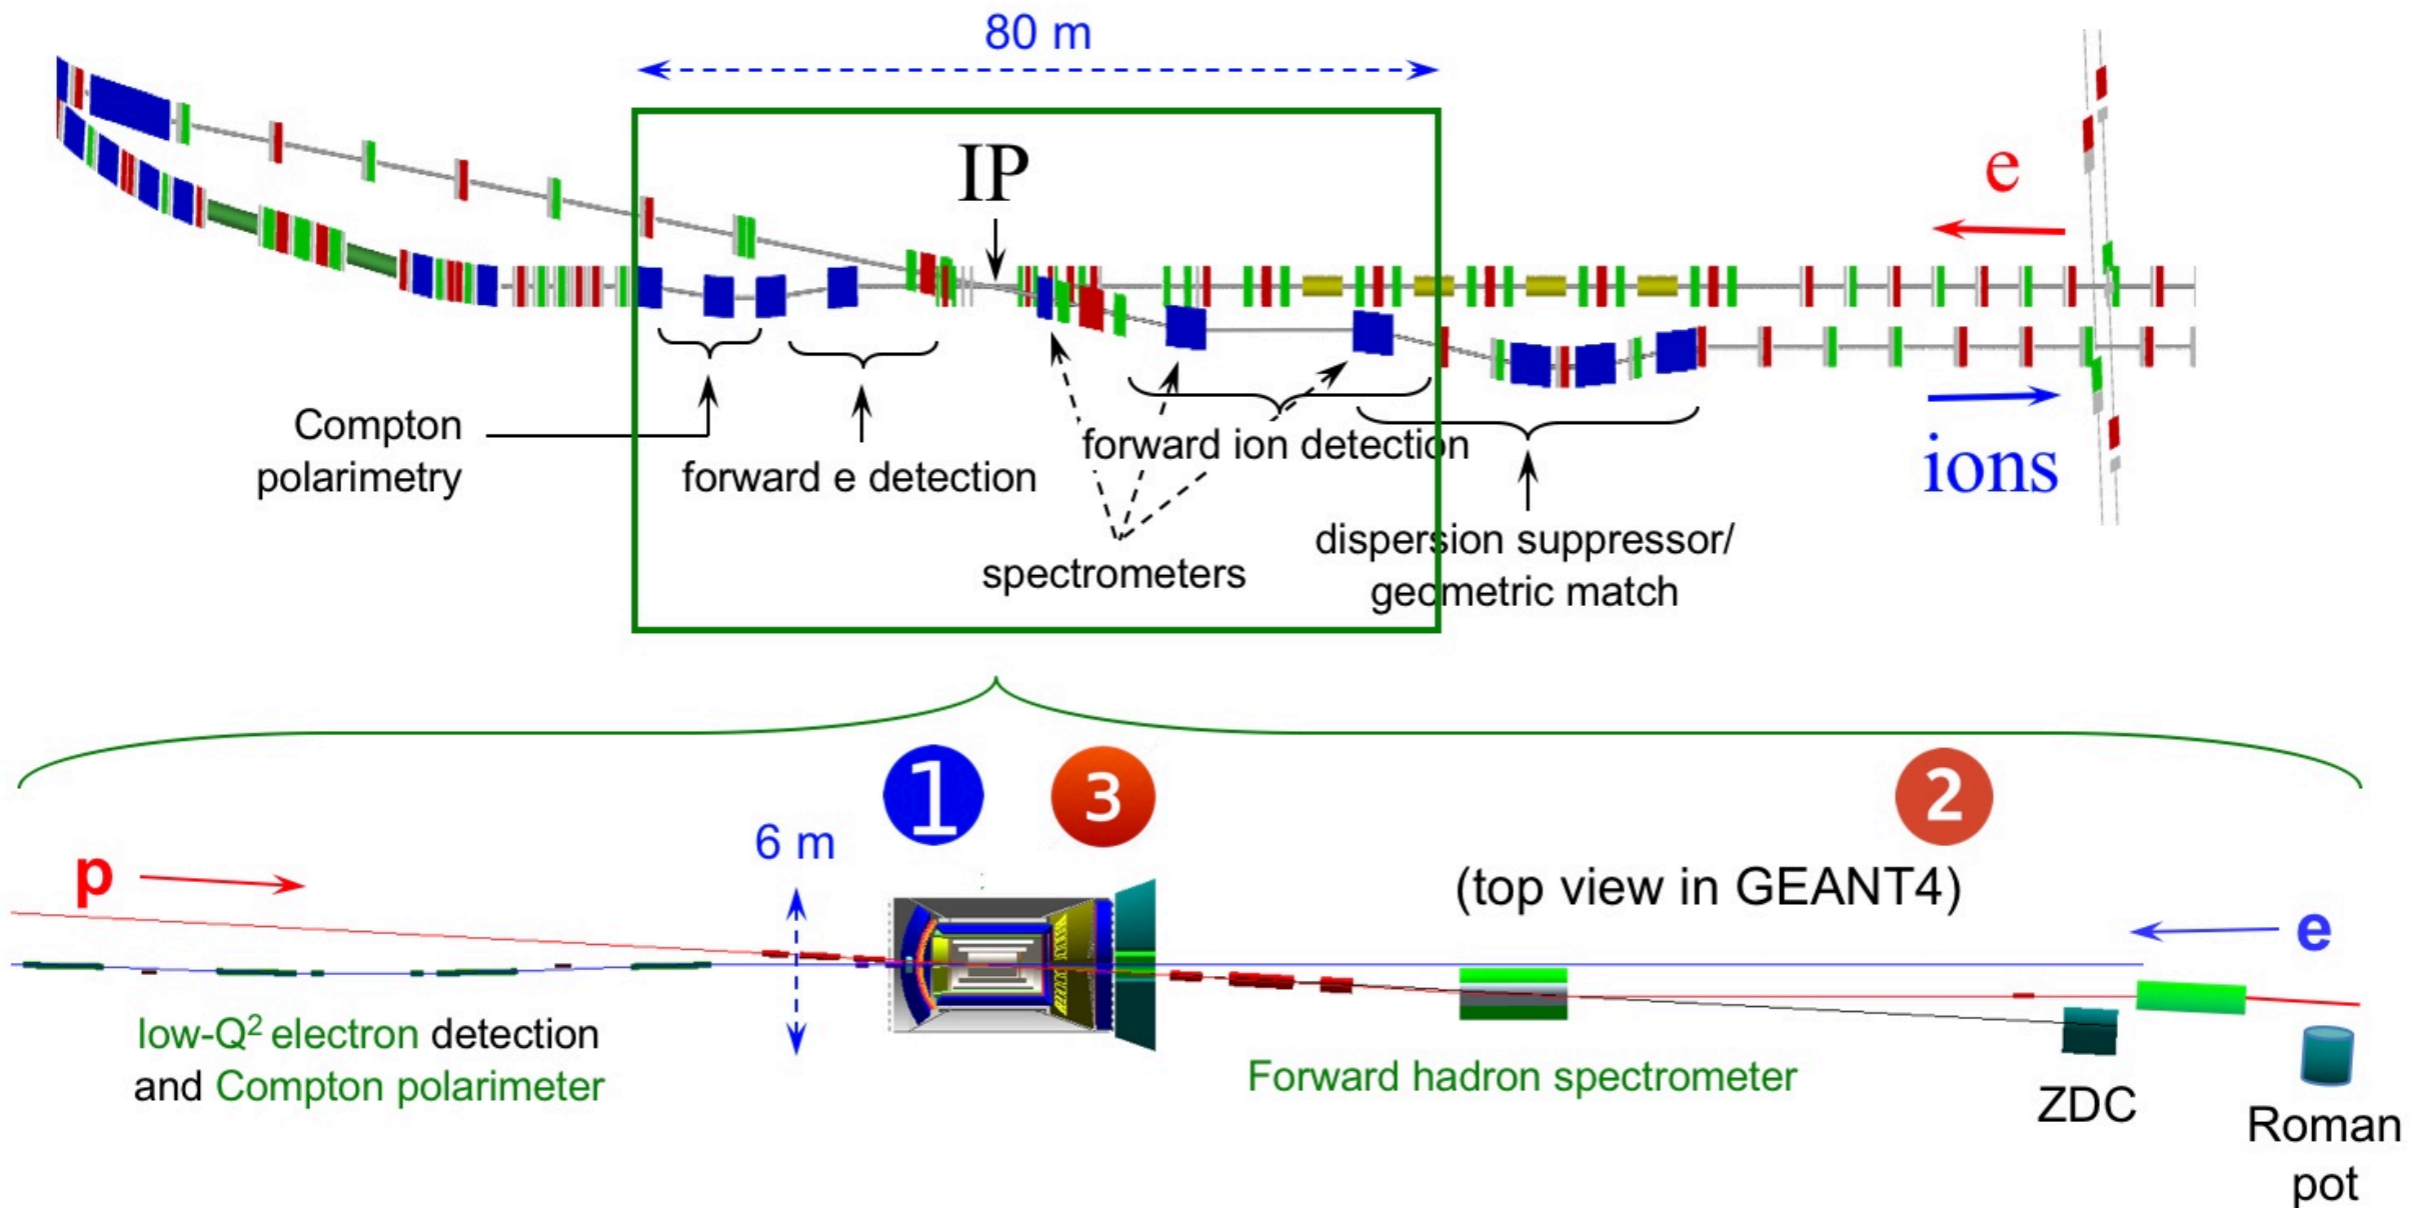 80 m
IP
e
ions
Compton
polarimetry
forward e detection
forward ion detection
spectrometers
dispersion suppressor/
geometric match
1
3
2
6 m
p
(top view in GEANT4)
e
low-Q² electron detection
and Compton polarimeter
Forward hadron spectrometer
ZDC
Roman
pot